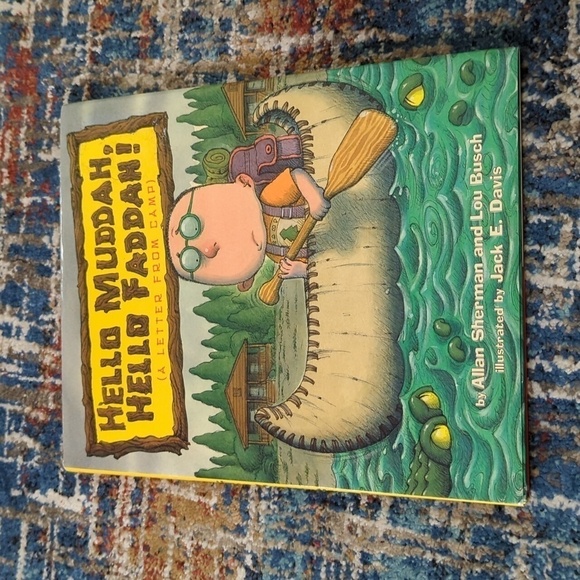 HELLO MUDDAH,
HELLO FADDAH!
(A LETTER FROM CAMP)
by Allan Sherman and Lou Busch
illustrated by Jack E. Davis